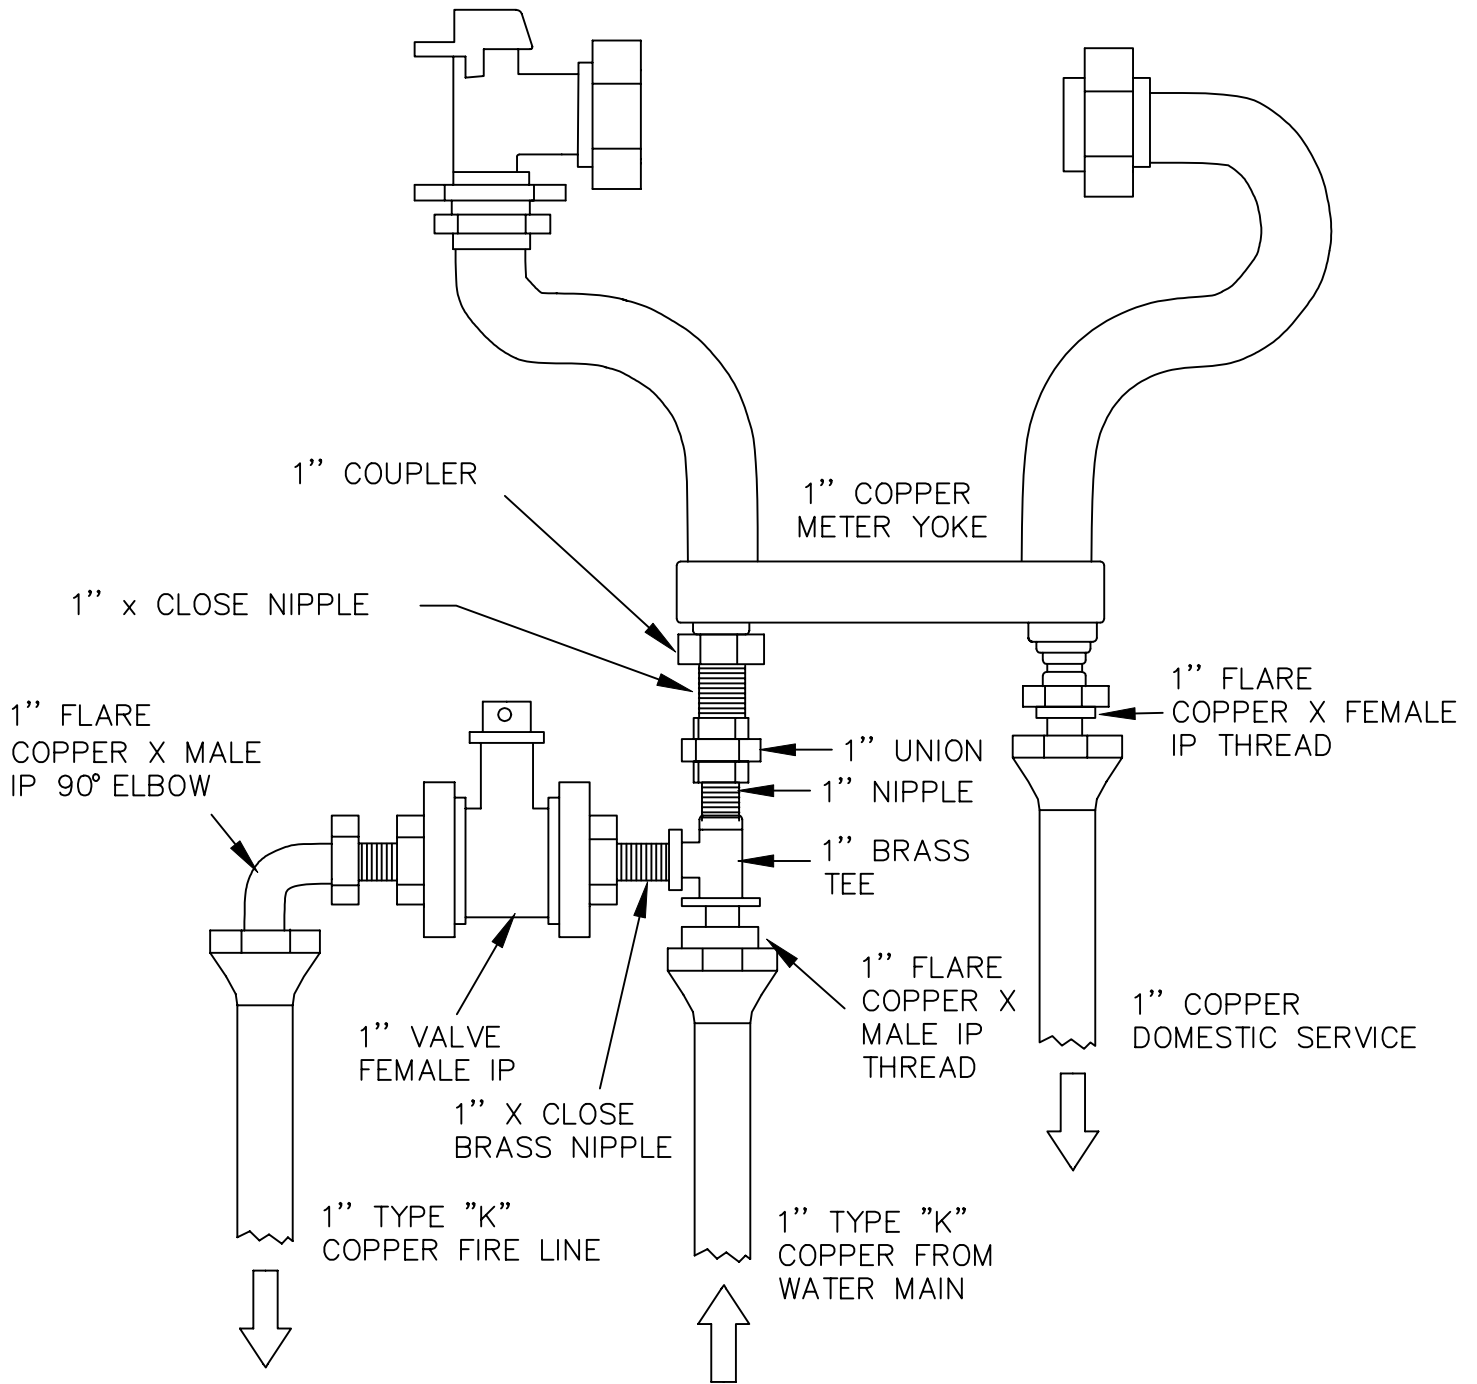 1'' COUPLER
1'' COPPER
METER YOKE
1'' x CLOSE NIPPLE
1'' FLARE
COPPER X FEMALE
IP THREAD
1'' FLARE
COPPER X MALE
IP 90° ELBOW
1'' UNION
1'' NIPPLE
1'' BRASS
TEE
1'' FLARE
COPPER X
MALE IP
THREAD
1'' COPPER
DOMESTIC SERVICE
1'' VALVE
FEMALE IP
1'' X CLOSE
BRASS NIPPLE
1'' TYPE "K"
COPPER FIRE LINE
1'' TYPE "K"
COPPER FROM
WATER MAIN